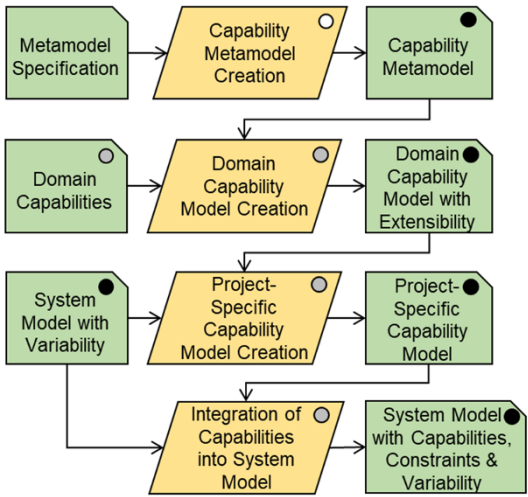 Metamodel
Specification
Capability
Metamodel
Creation
Capability
Metamodel
Domain
Capabilities
Domain
Capability
Model Creation
Domain
Capability
Model with
Extensibility
System
Model with
Variability
Project-
Specific
Capability
Model Creation
Project-
Specific
Capability
Model
Integration of
Capabilities
into System
Model
System Model
with Capabilities,
Constraints &
Variability